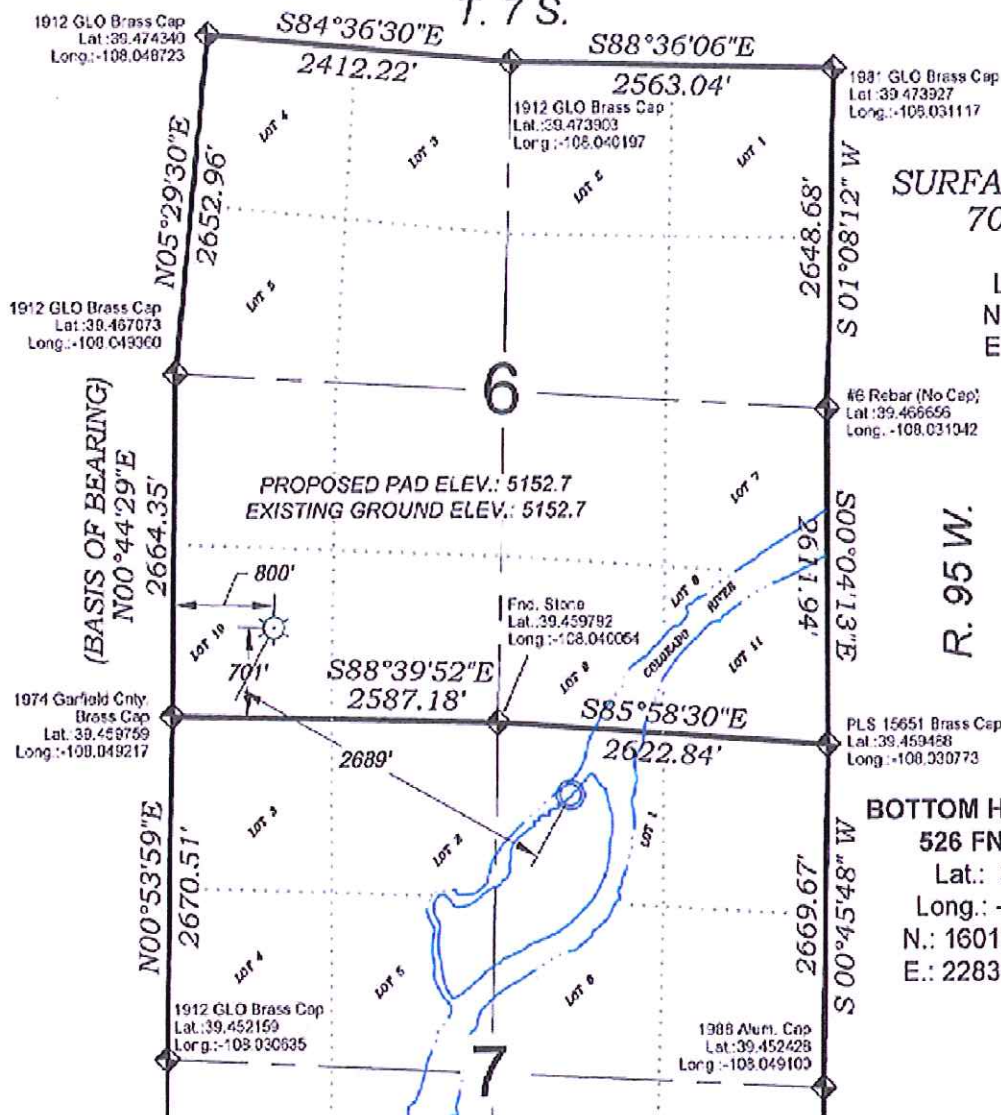 T. 7 S.
1912 GLO Brass Cap
Lat.:39.474340
Long.:-108.048723
S84°36'30"E
2412.22'
S88°36'06"E
2563.04'
1912 GLO Brass Cap
Lat.:39.473903
Long.:-108.040197
1981 GLO Brass Cap
Lat:39.473927
Long.:-108.031117
LOT 4
LOT 3
LOT 2
LOT 1
N05°29'30"E
2652.96'
2648.68'
S 01°08'12" W
SURFA
70
L
N
E
LOT 5
1912 GLO Brass Cap
Lat:39.467073
Long.:-108.049360
6
#6 Rebar (No Cap)
Lat:39.466656
Long.:-108.031042
(BASIS OF BEARING)
N00°44'29"E
2664.35'
PROPOSED PAD ELEV.: 5152.7
EXISTING GROUND ELEV.: 5152.7
LOT 7
S00°04'13"E
2611.94'
R. 95 W.
800'
LOT 10
701'
Fnd. Stone
Lat.:39.459792
Long.:-108.040064
LOT 8
COLORADO RIVER
LOT 11
LOT 9
1974 Garfield Cnty.
Brass Cap
Lat.:39.459759
Long.:-108.049217
S88°39'52"E
2587.18'
S85°58'30"E
2622.84'
PLS 15651 Brass Cap
Lat.:39.459468
Long.:-108.030773
2689'
LOT 3
LOT 2
LOT 1
BOTTOM H
526 FN
Lat.:
Long.: -
N.: 1601
E.: 2283
N00°53'59"E
2670.51'
2669.67'
S 00°45'48" W
LOT 4
LOT 5
LOT 6
1912 GLO Brass Cap
Lat.:39.452159
Long.:-108.030635
7
1988 Alum. Cap
Lat.:39.452428
Long.:-108.049100